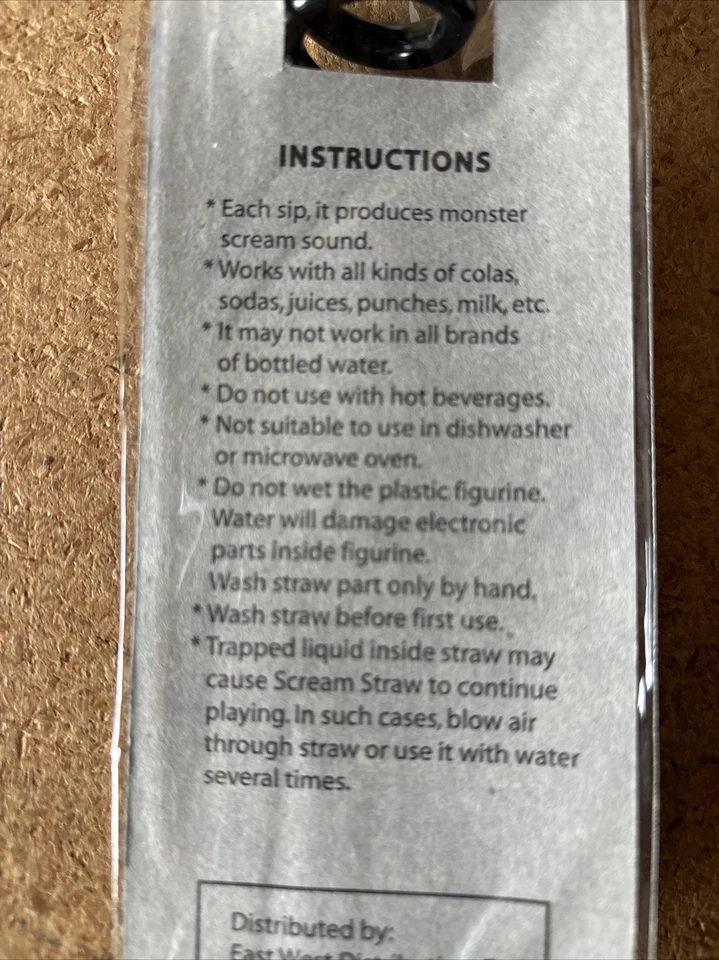 INSTRUCTIONS
* Each sip, it produces monster
scream sound.
* Works with all kinds of colas,
sodas, juices, punches, milk, etc.
* It may not work in all brands
of bottled water.
* Do not use with hot beverages.
* Not suitable to use in dishwasher
or microwave oven.
* Do not wet the plastic figurine.
Water will damage electronic
parts inside figurine.
Wash straw part only by hand.
* Wash straw before first use.
* Trapped liquid inside straw may
cause Scream Straw to continue
playing. In such cases, blow air
through straw or use it with water
several times.
Distributed by:
East West